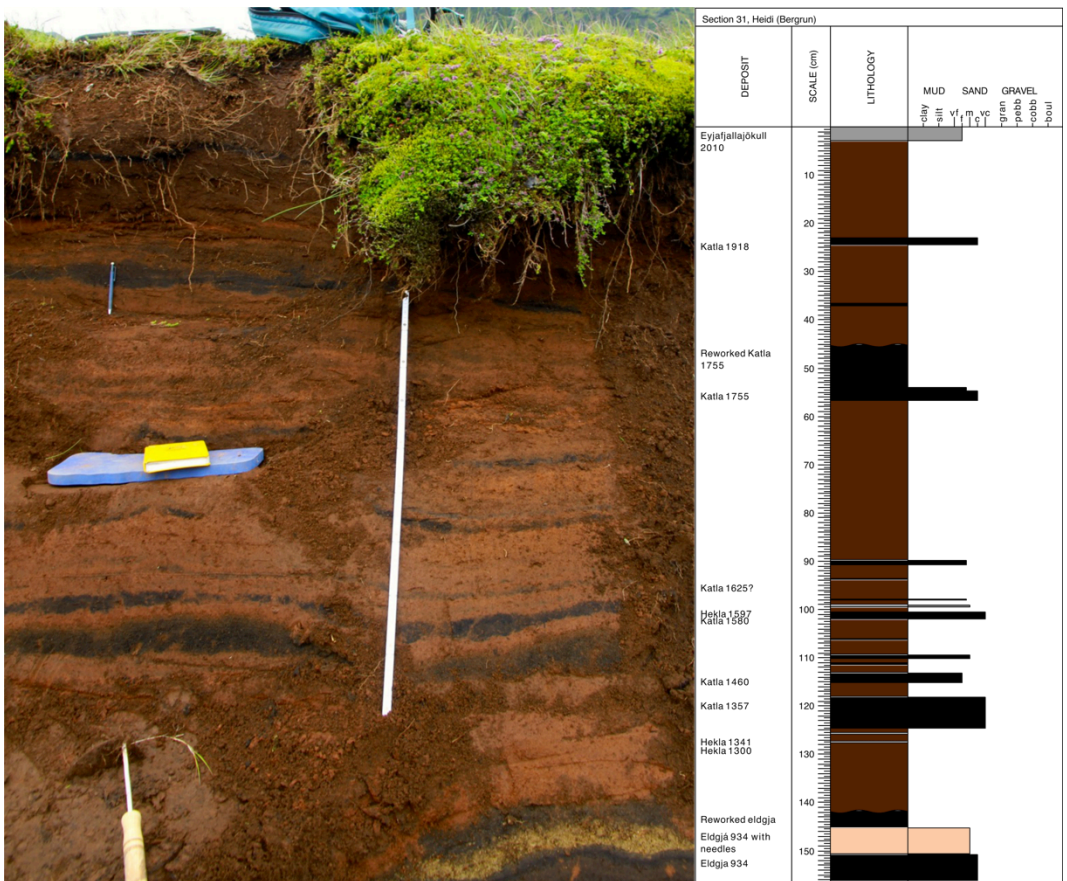 Section 31, Heidi (Bergrun)
DEPOSIT
SCALE (cm)
LITHOLOGY
MUD SAND GRAVEL
clay silt vf f m c vc gran pebb cobb boul
Eyjafjallajökull
2010
10
20
Katla 1918
30
40
Reworked Katla
1755
50
Katla 1755
60
70
80
90
Katla 1625?
100
Hekla 1597
Katla 1580
110
Katla 1460
Katla 1357
120
Hekla 1341
Hekla 1300
130
140
Reworked eldgja
Eldgjá 934 with
needles
150
Eldgja 934